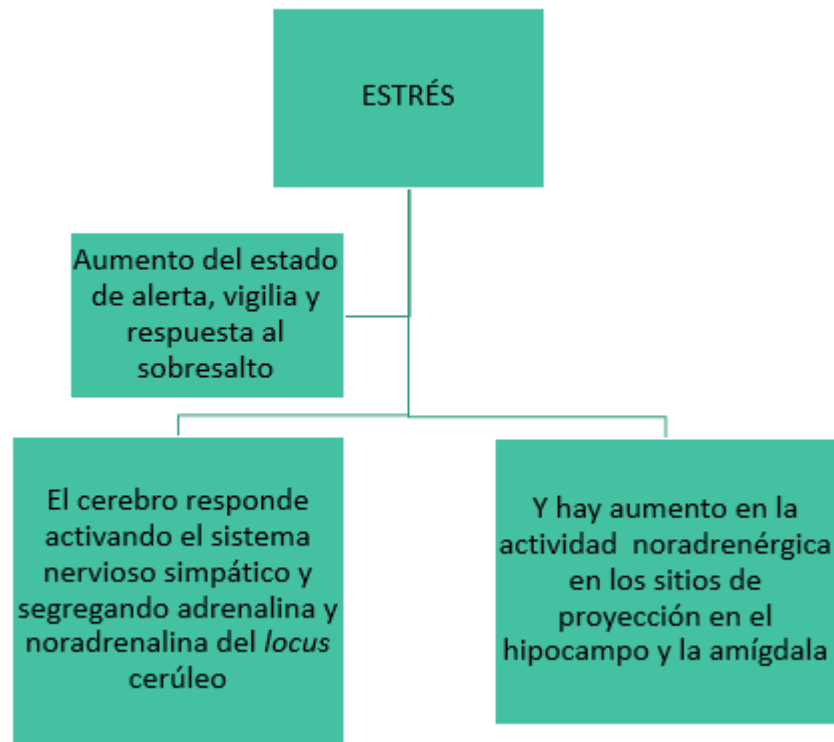 ESTRÉS
Aumento del estado
de alerta, vigilia y
respuesta al
sobresalto
El cerebro responde
activando el sistema
nervioso simpático y
segregando adrenalina y
noradrenalina del locus
cerúleo
Y hay aumento en la
actividad noradrenérgica
en los sitios de
proyección en el
hipocampo y la amígdala